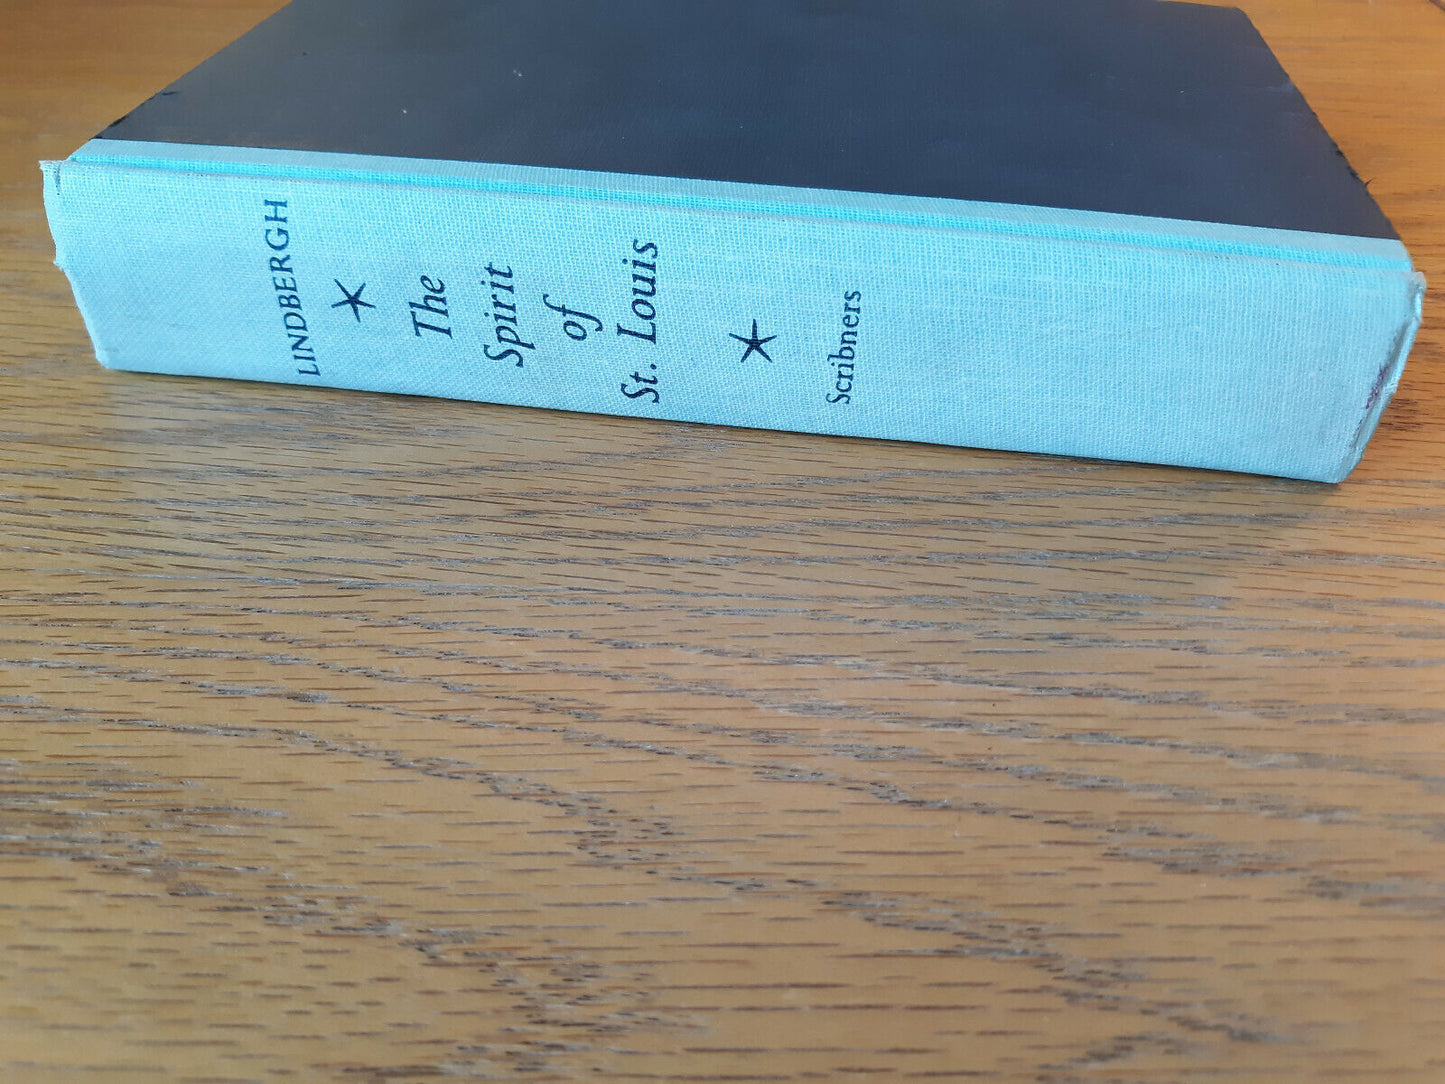 LINDBERGH
The
Spirit
of
St. Louis
Scribners